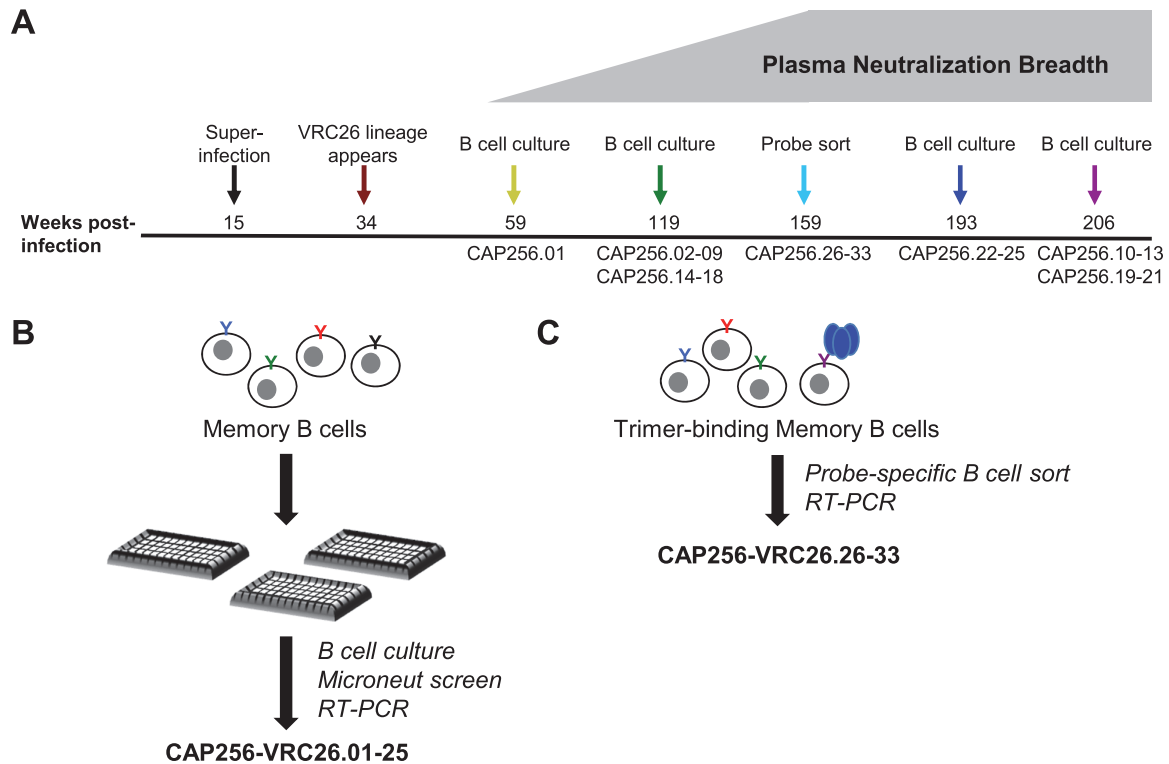 A
Plasma Neutralization Breadth
Super-
infection
VRC26 lineage
appears
B cell culture
B cell culture
Probe sort
B cell culture
B cell culture
Weeks post-
infection
15
34
59
119
159
193
206
CAP256.01
CAP256.02-09
CAP256.14-18
CAP256.26-33
CAP256.22-25
CAP256.10-13
CAP256.19-21
B
Memory B cells
B cell culture
Microneut screen
RT-PCR
CAP256-VRC26.01-25
C
Trimer-binding Memory B cells
Probe-specific B cell sort
RT-PCR
CAP256-VRC26.26-33